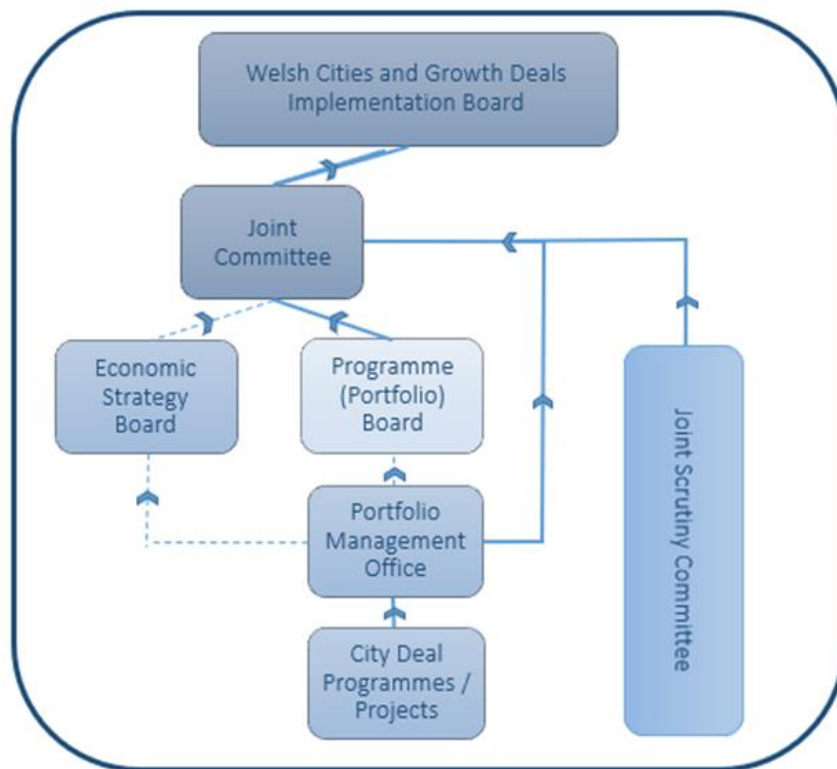 Welsh Cities and Growth Deals
Implementation Board
Joint
Committee
Economic
Strategy
Board
Programme
(Portfolio)
Board
Portfolio
Management
Office
City Deal
Programmes /
Projects
Joint Scrutiny Committee